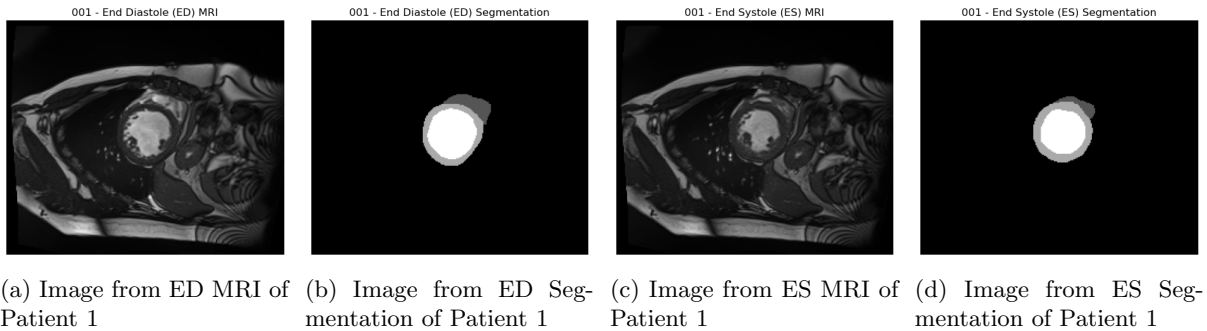 001 - End Diastole (ED) MRI
001 - End Diastole (ED) Segmentation
001 - End Systole (ES) MRI
001 - End Systole (ES) Segmentation
(a) Image from ED MRI of
Patient 1
(b) Image from ED Seg-
mentation of Patient 1
(c) Image from ES MRI of
Patient 1
(d) Image from ES Seg-
mentation of Patient 1